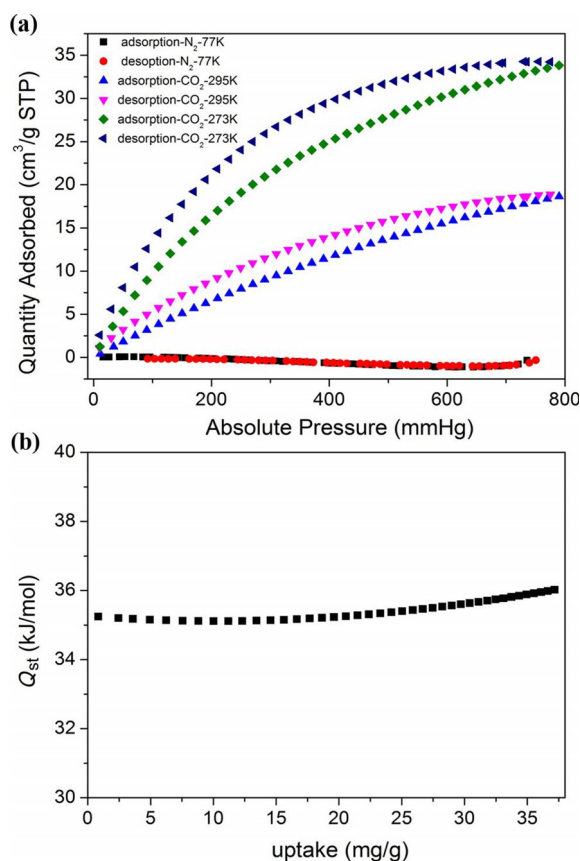 (a)
adsorption-N₂-77K
desoption-N₂-77K
adsorption-CO₂-295K
desorption-CO₂-295K
adsorption-CO₂-273K
desorption-CO₂-273K
35
30
25
20
15
10
5
0
Quantity Adsorbed (cm³/g STP)
0 200 400 600 800
Absolute Pressure (mmHg)
(b)
40
38
36
35
34
32
30
Qst (kJ/mol)
0 5 10 15 20 25 30 35
uptake (mg/g)